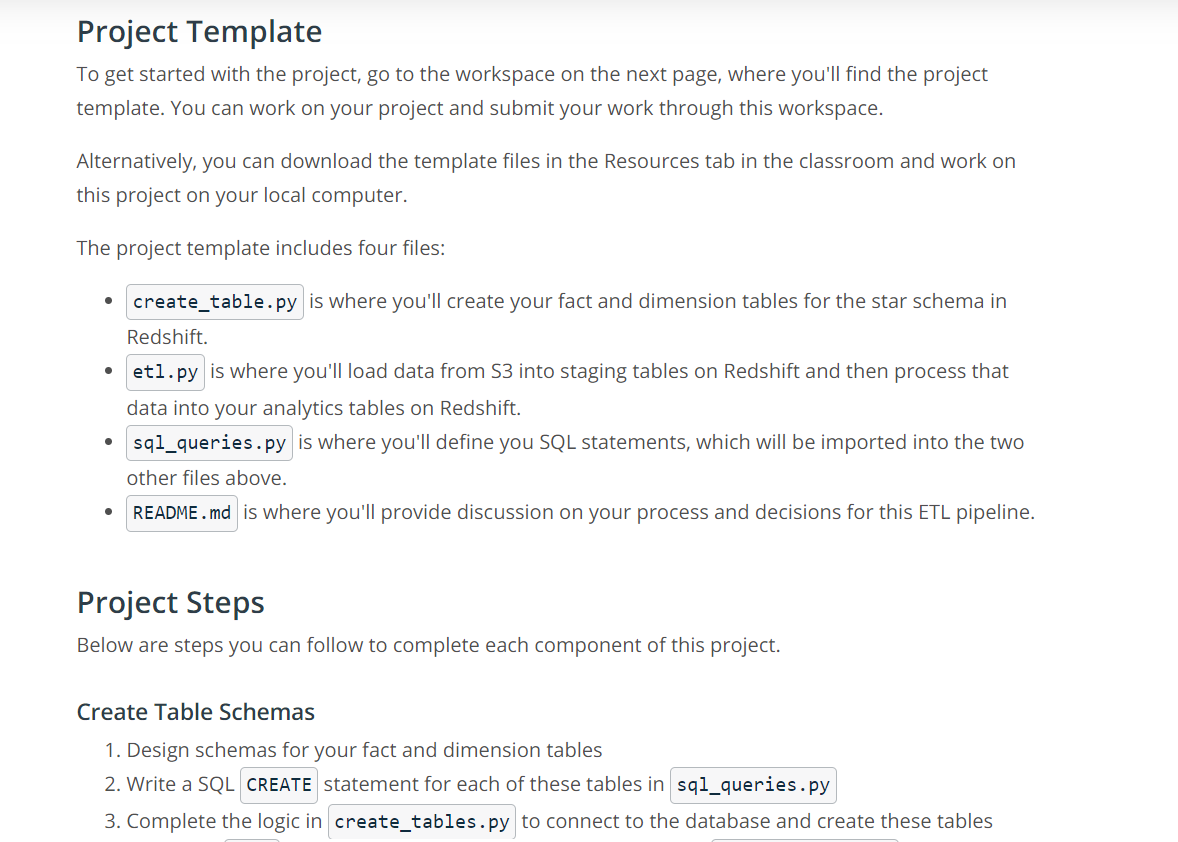 Project Template
To get started with the project, go to the workspace on the next page, where you'll find the project
template. You can work on your project and submit your work through this workspace.
Alternatively, you can download the template files in the Resources tab in the classroom and work on
this project on your local computer.
The project template includes four files:
• create_table.py is where you'll create your fact and dimension tables for the star schema in
Redshift.
• etl.py is where you'll load data from S3 into staging tables on Redshift and then process that
data into your analytics tables on Redshift.
• sql_queries.py is where you'll define you SQL statements, which will be imported into the two
other files above.
• README.md is where you'll provide discussion on your process and decisions for this ETL pipeline.
Project Steps
Below are steps you can follow to complete each component of this project.
Create Table Schemas
1. Design schemas for your fact and dimension tables
2. Write a SQL CREATE statement for each of these tables in sql_queries.py
3. Complete the logic in create_tables.py to connect to the database and create these tables